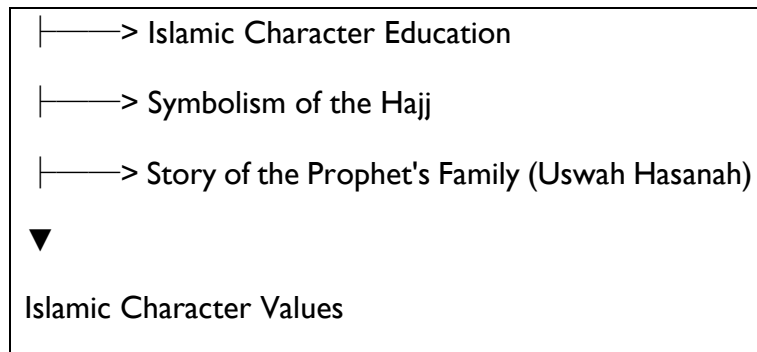 ├───> Islamic Character Education
├───> Symbolism of the Hajj
├───> Story of the Prophet's Family (Uswah Hasanah)
▼
Islamic Character Values